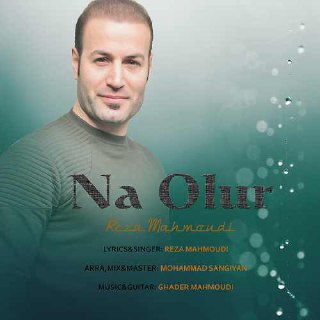 Na Olur
Reza Mahmoudi
LYRICS&SINGER: REZA MAHMOUDI
ARRA,MIX&MASTER: MOHAMMAD SANGIYAN
MUSIC&GUITAR: GHADER MAHMOUDI